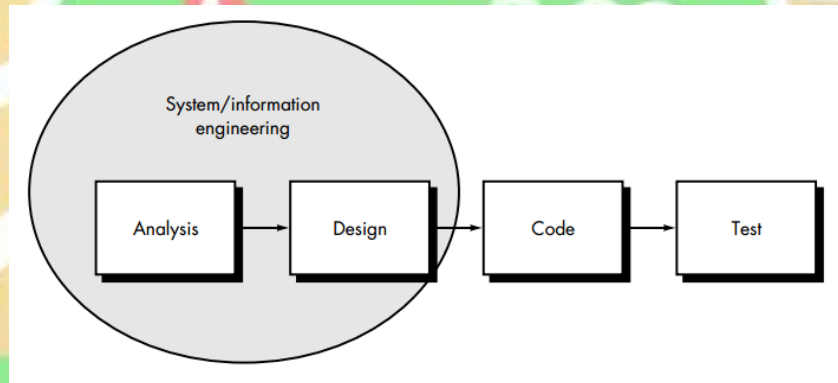 System/information
engineering
Analysis
Design
Code
Test